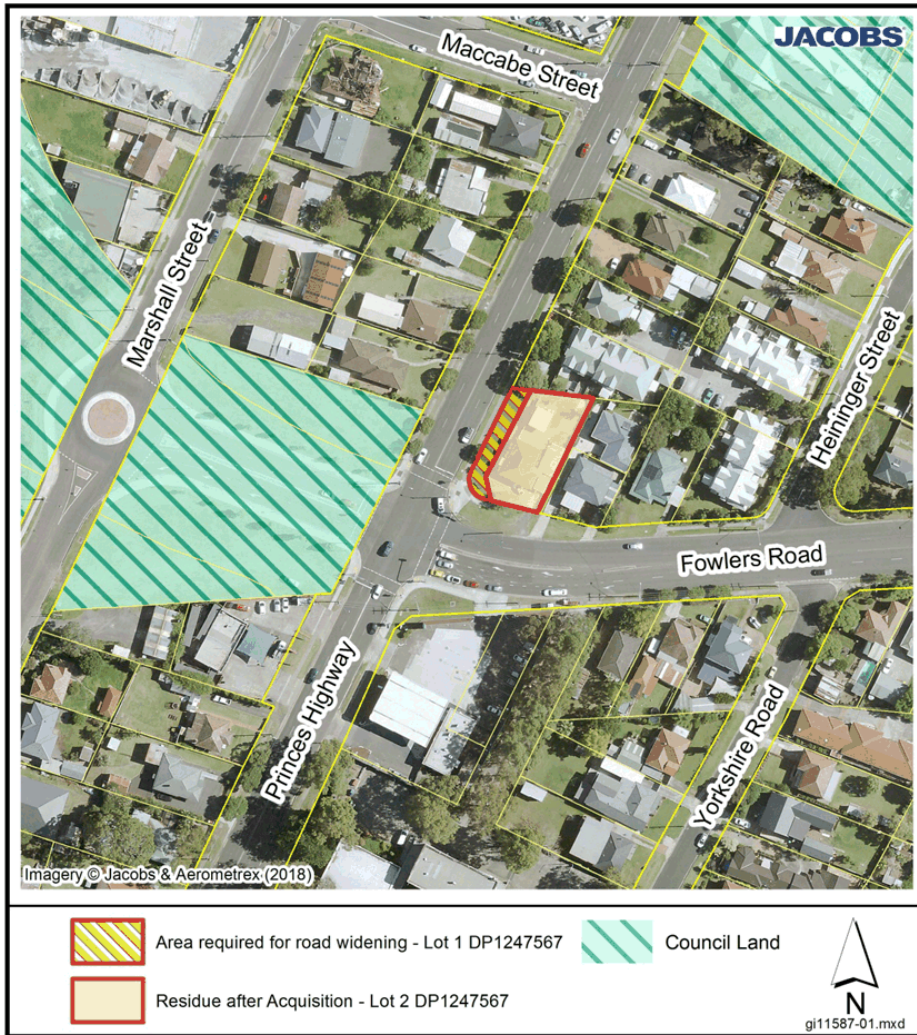 JACOBS
Maccabe Street
Marshall Street
Heininger Street
Fowlers Road
Princes Highway
Yorkshire Road
Imagery © Jacobs & Aerometrex (2018)
Area required for road widening - Lot 1 DP1247567
Council Land
Residue after Acquisition - Lot 2 DP1247567
N
gi11587-01.mxd